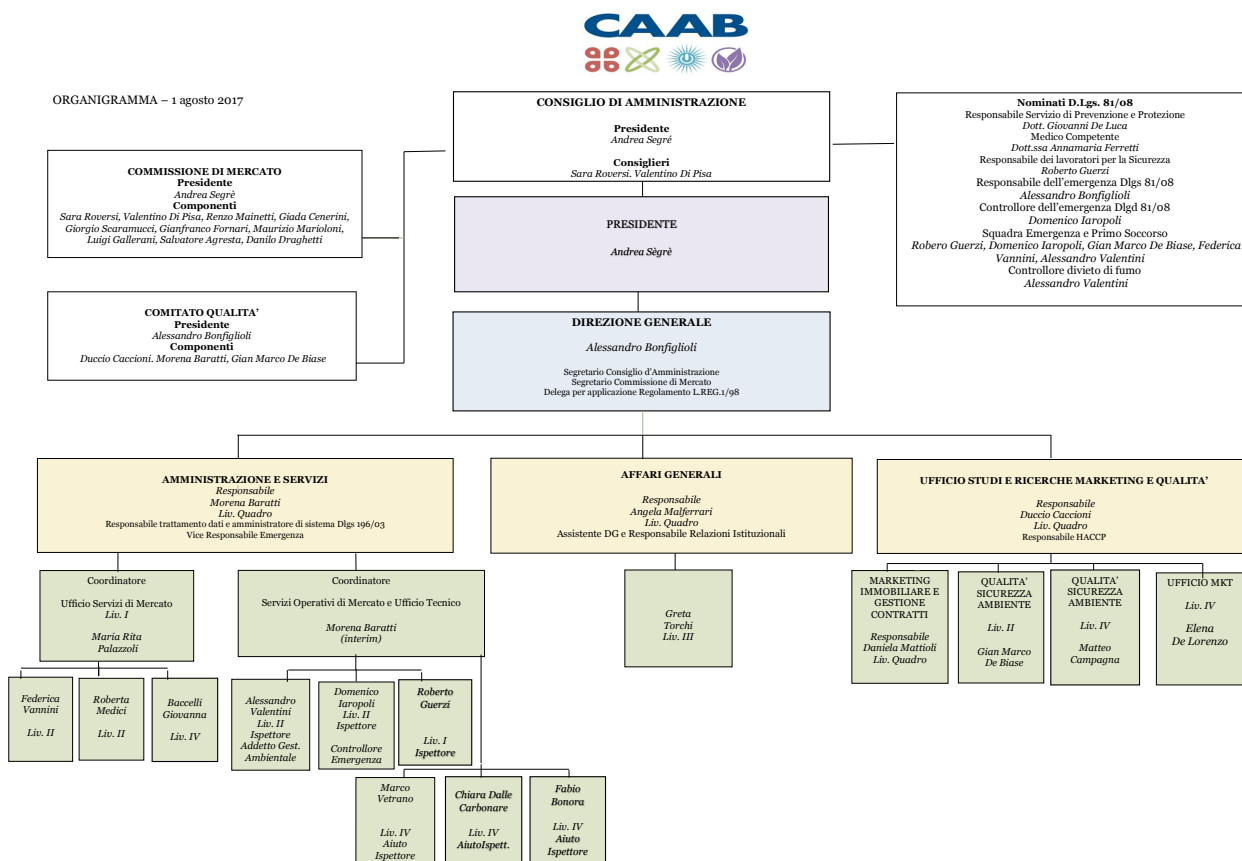 CAAB
ORGANIGRAMMA – 1 agosto 2017
CONSIGLIO DI AMMINISTRAZIONE
Presidente
Andrea Segré
Consiglieri
Sara Roversi. Valentino Di Pisa
Nominati D.Lgs. 81/08
Responsabile Servizio di Prevenzione e Protezione
Dott. Giovanni De Luca
Medico Competente
Dott.ssa Annamaria Ferretti
Responsabile dei lavoratori per la Sicurezza
Roberto Guerzi
Responsabile dell'emergenza Dlgs 81/08
Alessandro Bonfiglioli
Controllore dell'emergenza Dlgd 81/08
Domenico Iaropoli
Squadra Emergenza e Primo Soccorso
Robero Guerzi, Domenico Iaropoli, Gian Marco De Biase, Federica
Vannini, Alessandro Valentini
Controllore divieto di fumo
Alessandro Valentini
COMMISSIONE DI MERCATO
Presidente
Andrea Segrè
Componenti
Sara Roversi, Valentino Di Pisa, Renzo Mainetti, Giada Cenerini,
Giorgio Scaramucci, Gianfranco Fornari, Maurizio Marioloni,
Luigi Gallerani, Salvatore Agresta, Danilo Draghetti
PRESIDENTE
Andrea Sègrè
COMITATO QUALITA'
Presidente
Alessandro Bonfiglioli
Componenti
Duccio Caccioni. Morena Baratti, Gian Marco De Biase
DIREZIONE GENERALE
Alessandro Bonfiglioli
Segretario Consiglio d'Amministrazione
Segretario Commissione di Mercato
Delega per applicazione Regolamento L.REG.1/98
AMMINISTRAZIONE E SERVIZI
Responsabile
Morena Baratti
Liv. Quadro
Responsabile trattamento dati e amministratore di sistema Dlgs 196/03
Vice Responsabile Emergenza
AFFARI GENERALI
Responsabile
Angela Malferrari
Liv. Quadro
Assistente DG e Responsabile Relazioni Istituzionali
UFFICIO STUDI E RICERCHE MARKETING E QUALITA'
Responsabile
Duccio Caccioni
Liv. Quadro
Responsabile HACCP
Coordinatore
Ufficio Servizi di Mercato
Liv. I
Maria Rita
Palazzoli
Coordinatore
Servizi Operativi di Mercato e Ufficio Tecnico
Morena Baratti
(interim)
Greta
Torchi
Liv. III
MARKETING
IMMOBILIARE E
GESTIONE
CONTRATTI
Responsabile
Daniela Mattioli
Liv. Quadro
QUALITA'
SICUREZZA
AMBIENTE
Liv. II
Gian Marco
De Biase
QUALITA'
SICUREZZA
AMBIENTE
Liv. IV
Matteo
Campagna
UFFICIO MKT
Liv. IV
Elena
De Lorenzo
Federica
Vannini
Liv. II
Roberta
Medici
Liv. II
Baccelli
Giovanna
Liv. IV
Alessandro
Valentini
Liv. II
Ispettore
Addetto Gest.
Ambientale
Domenico
Iaropoli
Liv. II
Ispettore
Controllore
Emergenza
Roberto
Guerzi
Liv. I
Ispettore
Marco
Vetrano
Liv. IV
Aiuto
Ispettore
Chiara Dalle
Carbonare
Liv. IV
AiutoIspett.
Fabio
Bonora
Liv. IV
Aiuto
Ispettore